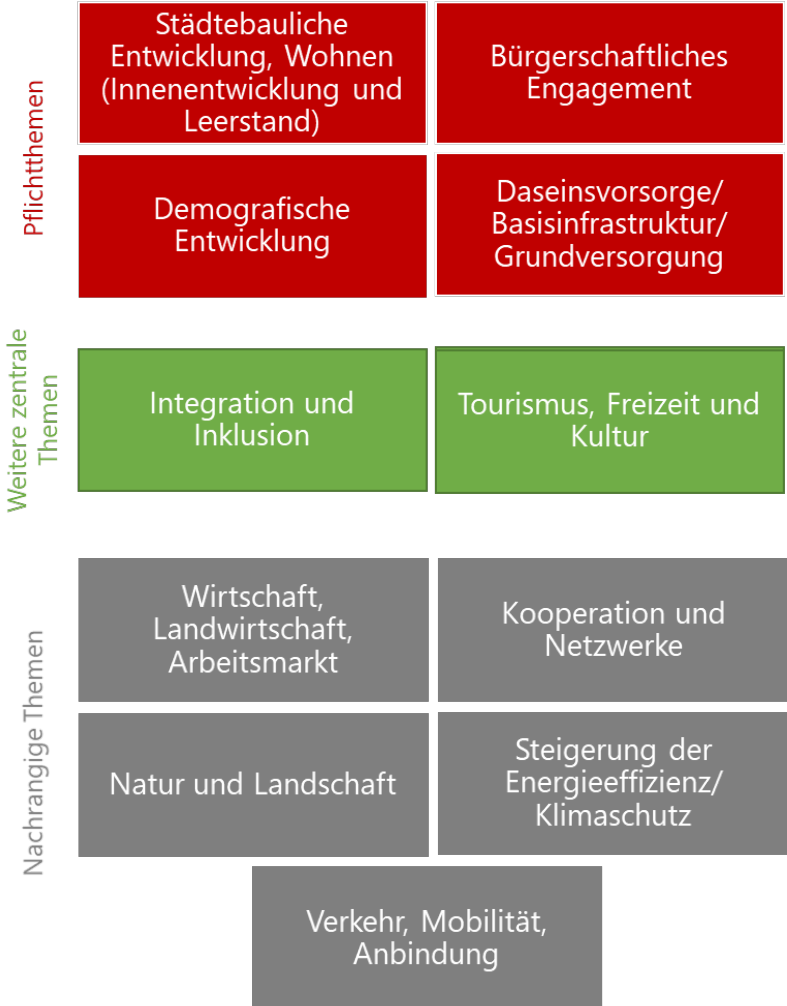 Pflichtthemen
Städtebauliche
Entwicklung, Wohnen
(Innenentwicklung und
Leerstand)
Bürgerschaftliches
Engagement
Demografische
Entwicklung
Daseinsvorsorge/
Basisinfrastruktur/
Grundversorgung
Weitere zentrale
Themen
Integration und
Inklusion
Tourismus, Freizeit und
Kultur
Nachrangige Themen
Wirtschaft,
Landwirtschaft,
Arbeitsmarkt
Kooperation und
Netzwerke
Natur und Landschaft
Steigerung der
Energieeffizienz/
Klimaschutz
Verkehr, Mobilität,
Anbindung